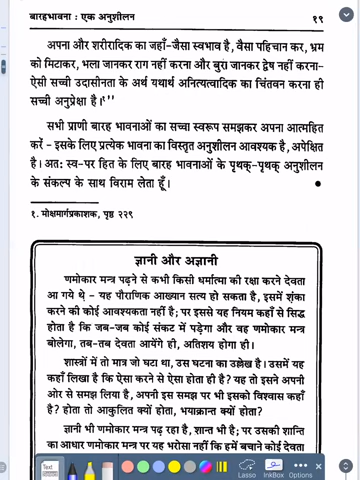 बारहभावना : एक अनुशीलन १९
अपना और शरीरादिक का जहाँ-जैसा स्वभाव है, वैसा पहिचान कर, भ्रम
को मिटाकर, भला जानकर राग नहीं करना और बुरा जानकर द्वेष नहीं करना-
ऐसी सच्ची उदासीनता के अर्थ यथार्थ अनित्यत्वादिक का चिंतवन करना ही
सच्ची अनुप्रेक्षा है।¹"
सभी प्राणी बारह भावनाओं का सच्चा स्वरूप समझकर अपना आत्महित
करें - इसके लिए प्रत्येक भावना का विस्तृत अनुशीलन आवश्यक है, अपेक्षित
है। अतः स्व-पर हित के लिए बारह भावनाओं के पृथक्-पृथक् अनुशीलन
के संकल्प के साथ विराम लेता हूँ। •
१. मोक्षमार्गप्रकाशक, पृष्ठ २२९
ज्ञानी और अज्ञानी
णमोकार मन्त्र पढ़ने से कभी किसी धर्मात्मा की रक्षा करने देवता
आ गये थे - यह पौराणिक आख्यान सत्य हो सकता है, इसमें शंका
करने की कोई आवश्यकता नहीं है; पर इससे यह नियम कहाँ से सिद्ध
होता है कि जब-जब कोई संकट में पड़ेगा और वह णमोकार मन्त्र
बोलेगा, तब-तब देवता आयेंगे ही, अतिशय होगा ही।
शास्त्रों में तो मात्र जो घटा था, उस घटना का उल्लेख है। उसमें यह
कहाँ लिखा है कि ऐसा करने से ऐसा होता ही है? यह तो इसने अपनी
ओर से समझ लिया है, अपनी इस समझ पर भी इसको विश्वास कहाँ
है? होता तो आकुलित क्यों होता, भयाक्रान्त क्यों होता?
ज्ञानी भी णमोकार मन्त्र पढ़ रहा है, शान्त भी है; पर उसकी शान्ति
का आधार णमोकार मन्त्र पर यह भरोसा नहीं कि हमें बचाने कोई देवता
Text
Lasso InkBox Options